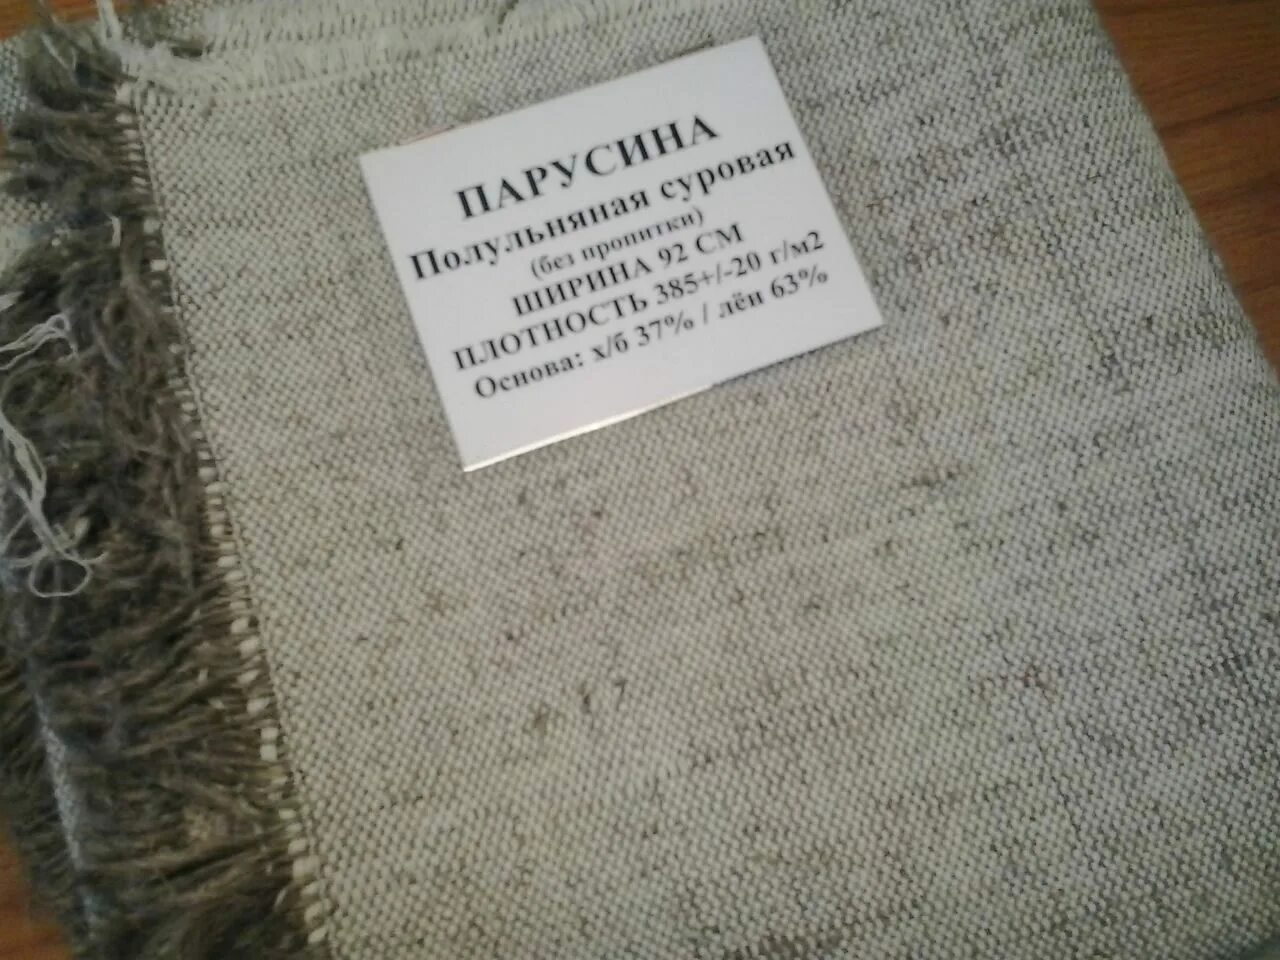 ПАРУСИНА
Полульняная суровая
(без пропитки)
ШИРИНА 92 СМ
ПЛОТНОСТЬ 385+/-20 г/м2
Основа: х/б 37% / лён 63%